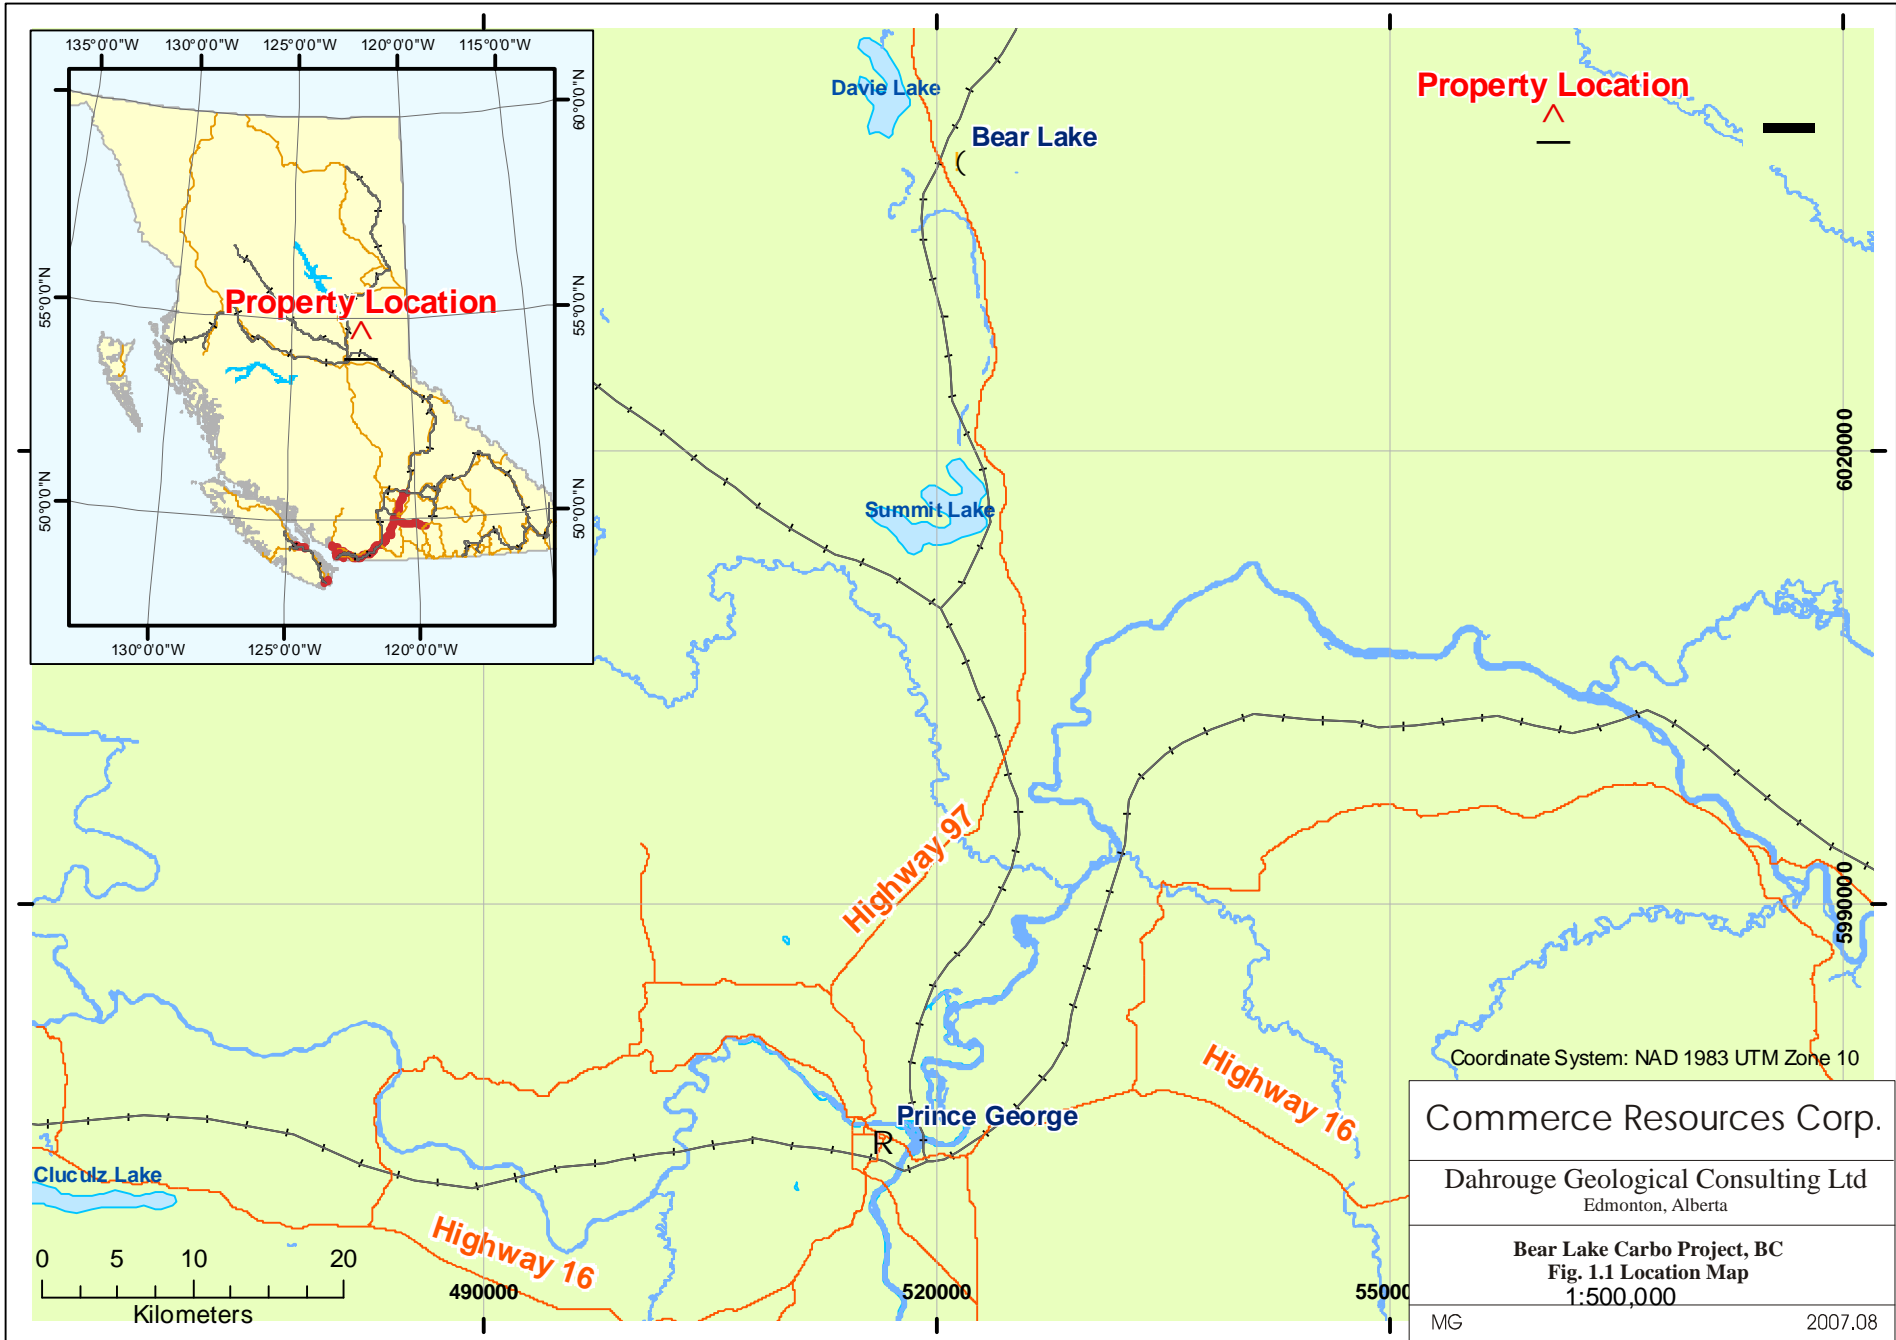 135°0'0"W 130°0'0"W 125°0'0"W 120°0'0"W 115°0'0"W
60°0'0"N
55°0'0"N
55°0'0"N
50°0'0"N
50°0'0"N
130°0'0"W 125°0'0"W 120°0'0"W
Property Location
Davie Lake
Bear Lake
Property Location
Summit Lake
6020000
Highway 97
5990000
Highway 16
Prince George
R
Cluculz Lake
Highway 16
0 5 10 20
Kilometers
490000
520000
55000
Coordinate System: NAD 1983 UTM Zone 10
Commerce Resources Corp.
Dahrouge Geological Consulting Ltd
Edmonton, Alberta
Bear Lake Carbo Project, BC
Fig. 1.1 Location Map
1:500,000
MG 2007.08